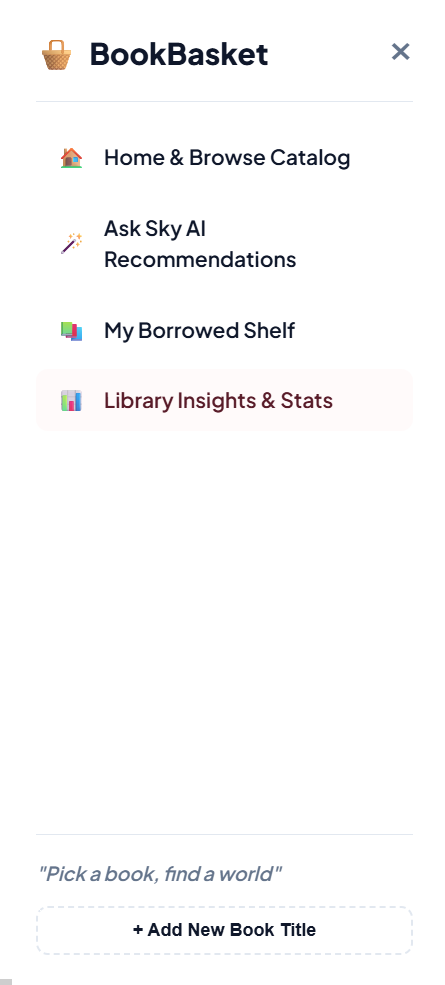 BookBasket
Home & Browse Catalog
Ask Sky AI
Recommendations
My Borrowed Shelf
Library Insights & Stats
"Pick a book, find a world"
+ Add New Book Title